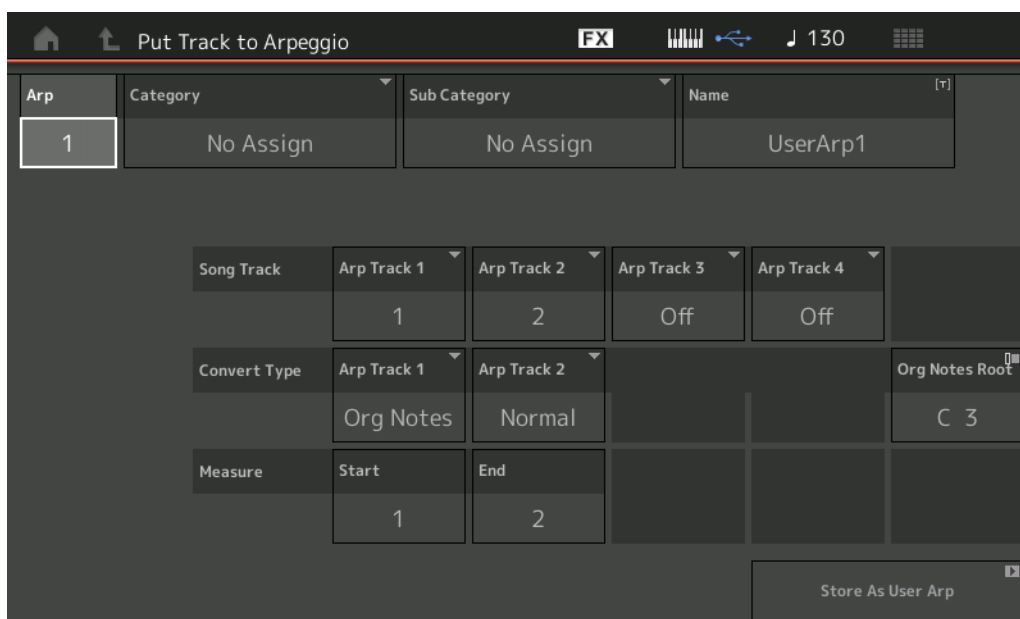 Put Track to Arpeggio FX ♩ 130
Arp Category Sub Category Name [T]
1 No Assign No Assign UserArp1
Song Track Arp Track 1 Arp Track 2 Arp Track 3 Arp Track 4
1 2 Off Off
Convert Type Arp Track 1 Arp Track 2 Org Notes Root
Org Notes Normal C 3
Measure Start End
1 2
Store As User Arp